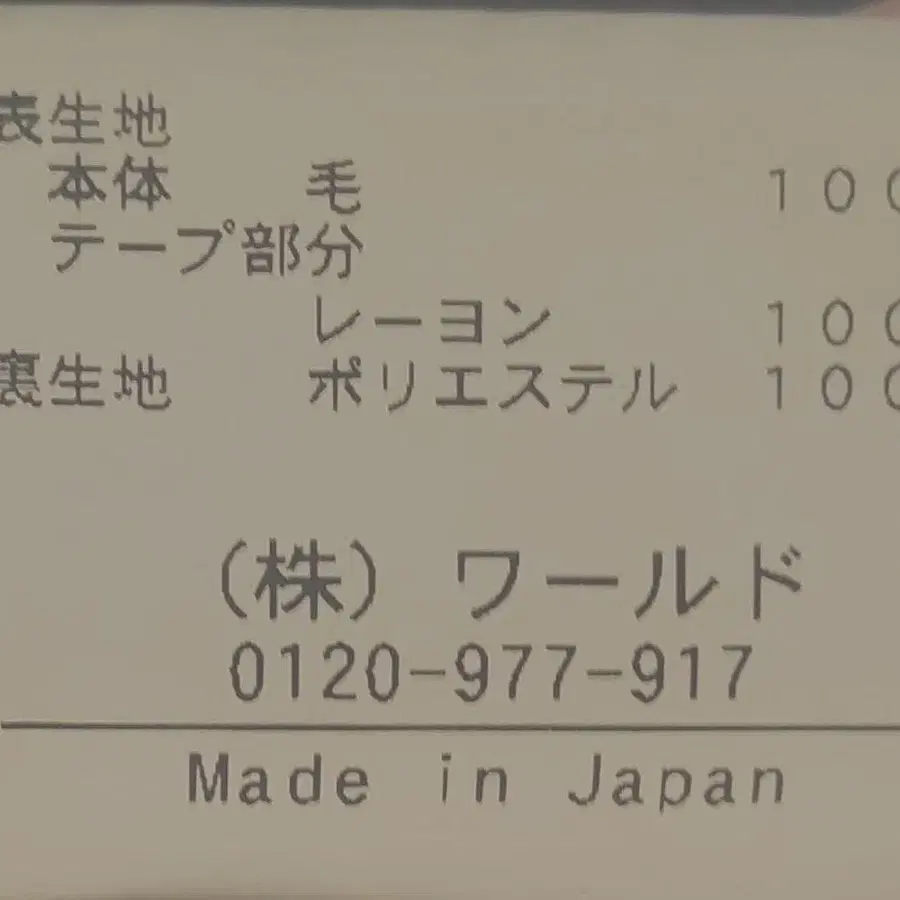 表生地
本体 毛 100
テープ部分
レーヨン 100
裏生地 ポリエステル 100
(株) ワールド
0120-977-917
Made in Japan